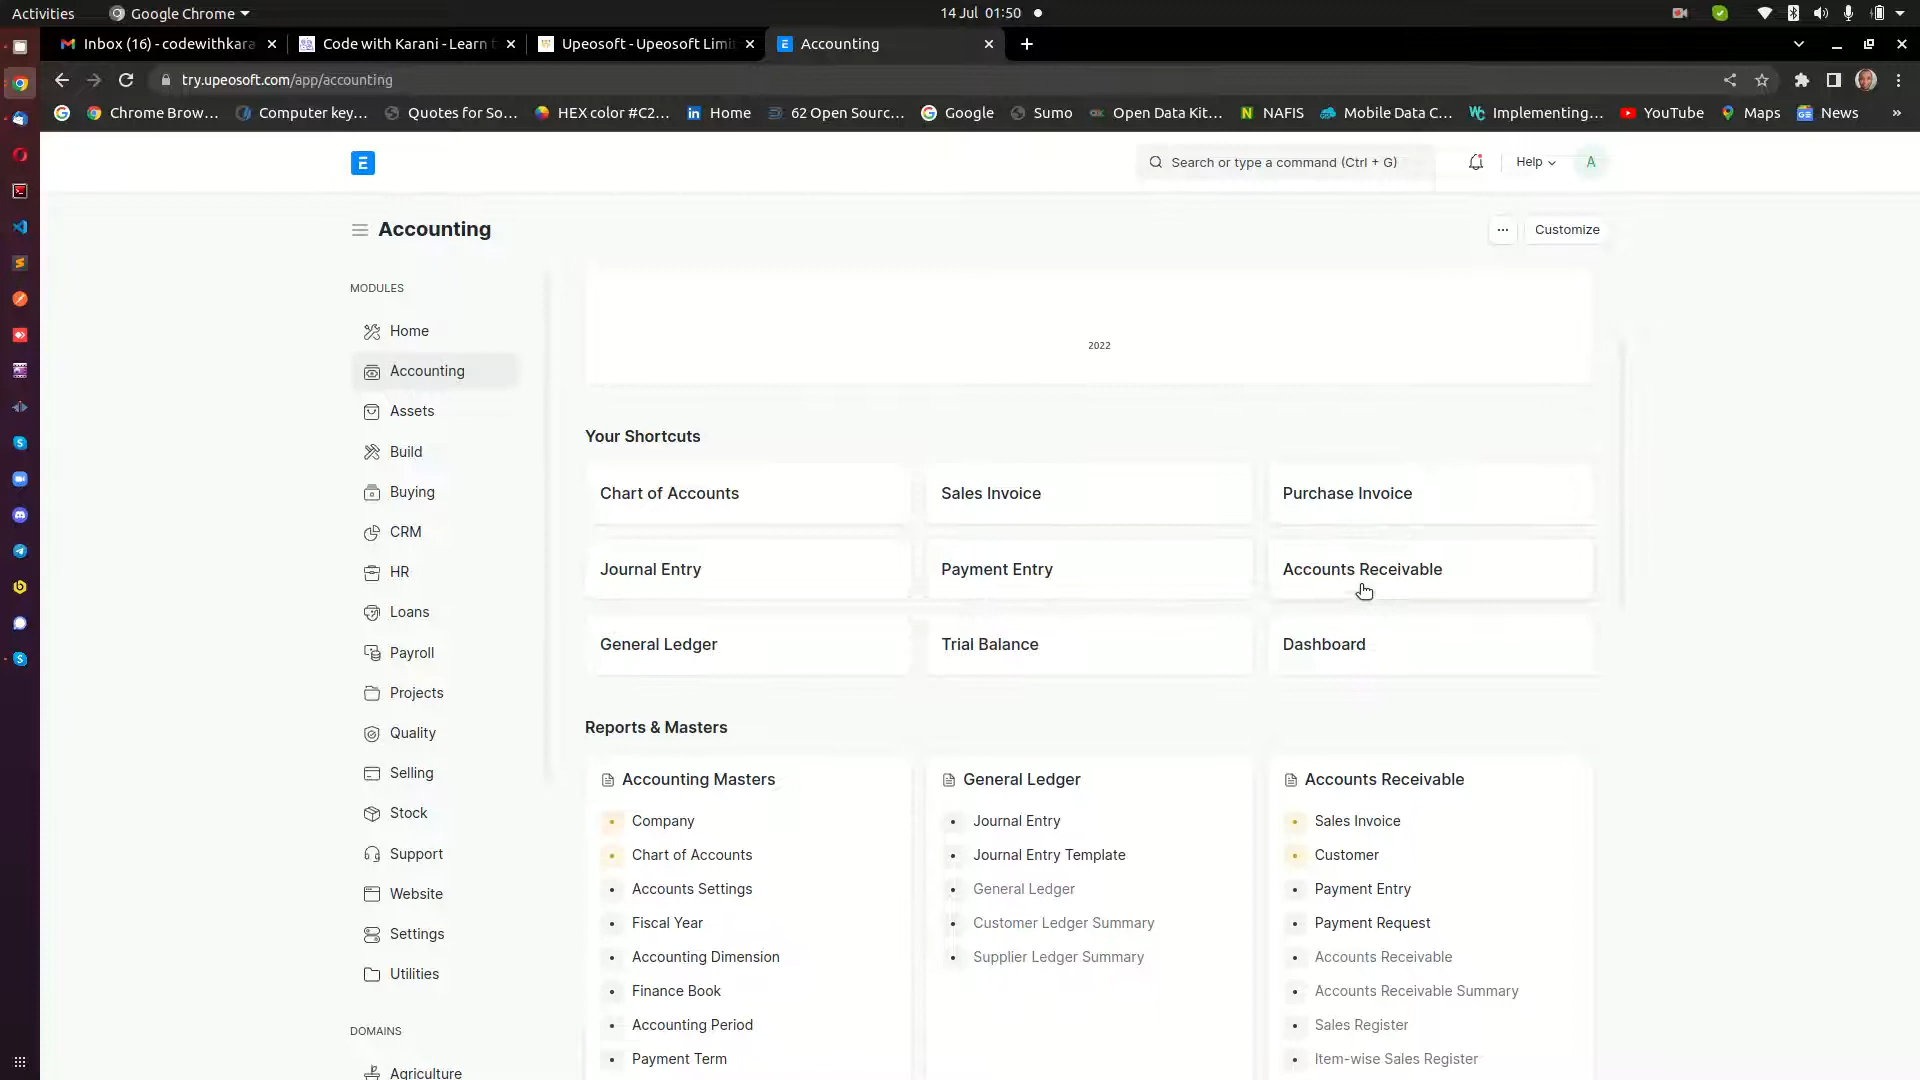 Activities
Google Chrome
14 Jul 01:50
Inbox (16) - codewithkara
Code with Karani - Learn t
Upeosoft - Upeosoft Limi
Accounting
try.upeosoft.com/app/accounting
Chrome Brow...
Computer key...
Quotes for So...
HEX color #C2...
Home
62 Open Sourc...
Google
Sumo
Open Data Kit...
NAFIS
Mobile Data C...
Implementing...
YouTube
Maps
News
»
E
Search or type a command (Ctrl + G)
Help
A
Accounting
...
Customize
MODULES
Home
Accounting
Assets
Build
Buying
CRM
HR
Loans
Payroll
Projects
Quality
Selling
Stock
Support
Website
Settings
Utilities
DOMAINS
Agriculture
2022
Your Shortcuts
Chart of Accounts
Sales Invoice
Purchase Invoice
Journal Entry
Payment Entry
Accounts Receivable
General Ledger
Trial Balance
Dashboard
Reports & Masters
Accounting Masters
Company
Chart of Accounts
Accounts Settings
Fiscal Year
Accounting Dimension
Finance Book
Accounting Period
Payment Term
General Ledger
Journal Entry
Journal Entry Template
General Ledger
Customer Ledger Summary
Supplier Ledger Summary
Accounts Receivable
Sales Invoice
Customer
Payment Entry
Payment Request
Accounts Receivable
Accounts Receivable Summary
Sales Register
Item-wise Sales Register